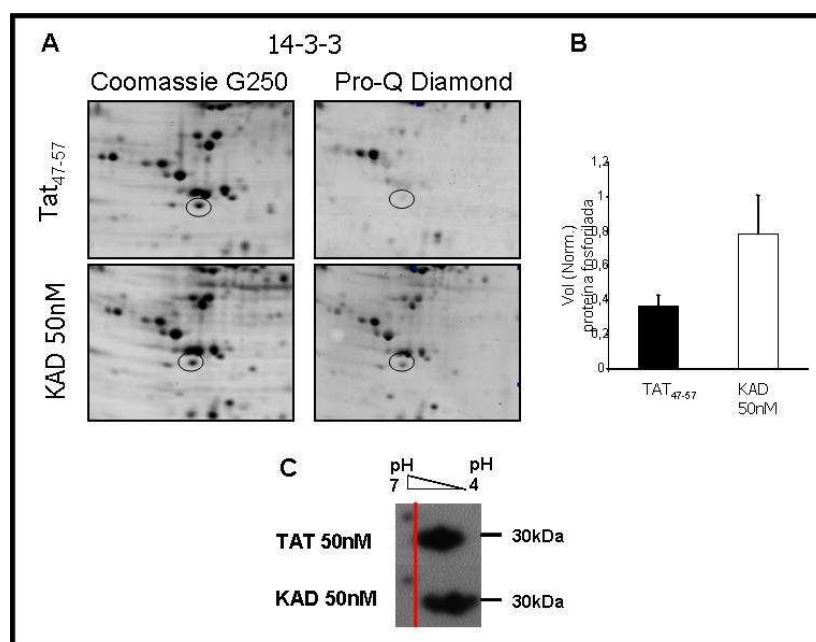 A
14-3-3
B
Coomassie G250
Pro-Q Diamond
Tat47-57
KAD 50nM
Vol (Norm.)
proteína fosforilada
1,2
1
0,8
0,6
0,4
0,2
0
TAT47-57
KAD
50nM
C
pH
7
pH
4
TAT 50nM
30kDa
KAD 50nM
30kDa